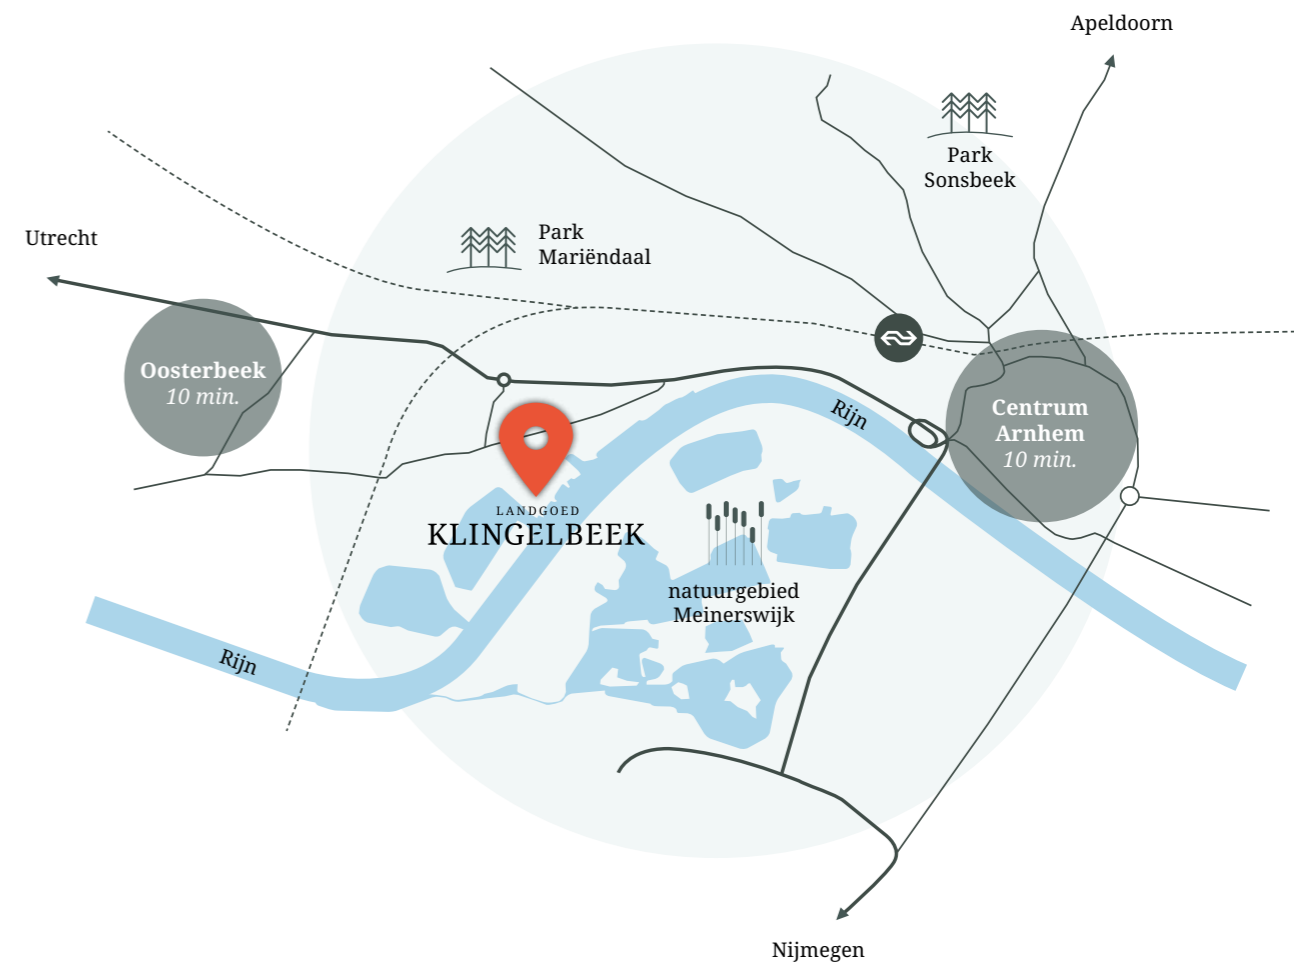 Apeldoorn
Park
Sonsbeek
Utrecht
Park
Mariëndaal
Oosterbeek
10 min.
Rijn
Centrum
Arnhem
10 min.
LANDGOED
KLINGELBEEK
natuurgebied
Meinerswijk
Rijn
Nijmegen